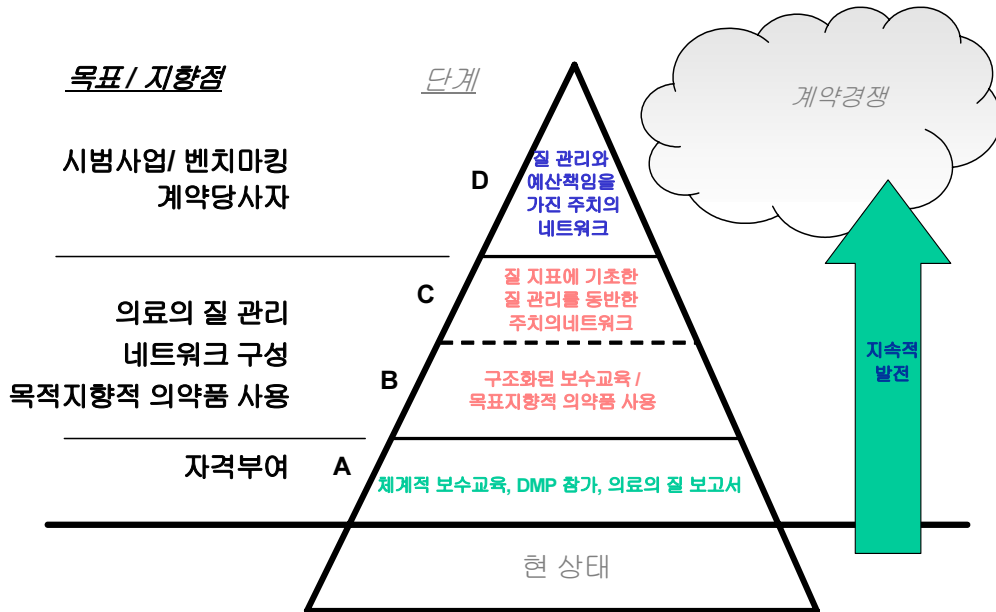 목표 / 지향점
단계
계약경쟁
시범사업/ 벤치마킹
계약당사자
D
질 관리와
예산책임을
가진 주치의
네트워크
C
질 지표에 기초한
질 관리를 동반한
주치의네트워크
의료의 질 관리
네트워크 구성
목적지향적 의약품 사용
B
구조화된 보수교육 /
목표지향적 의약품 사용
지속적
발전
자격부여
A
체계적 보수교육, DMP 참가, 의료의 질 보고서
현 상태